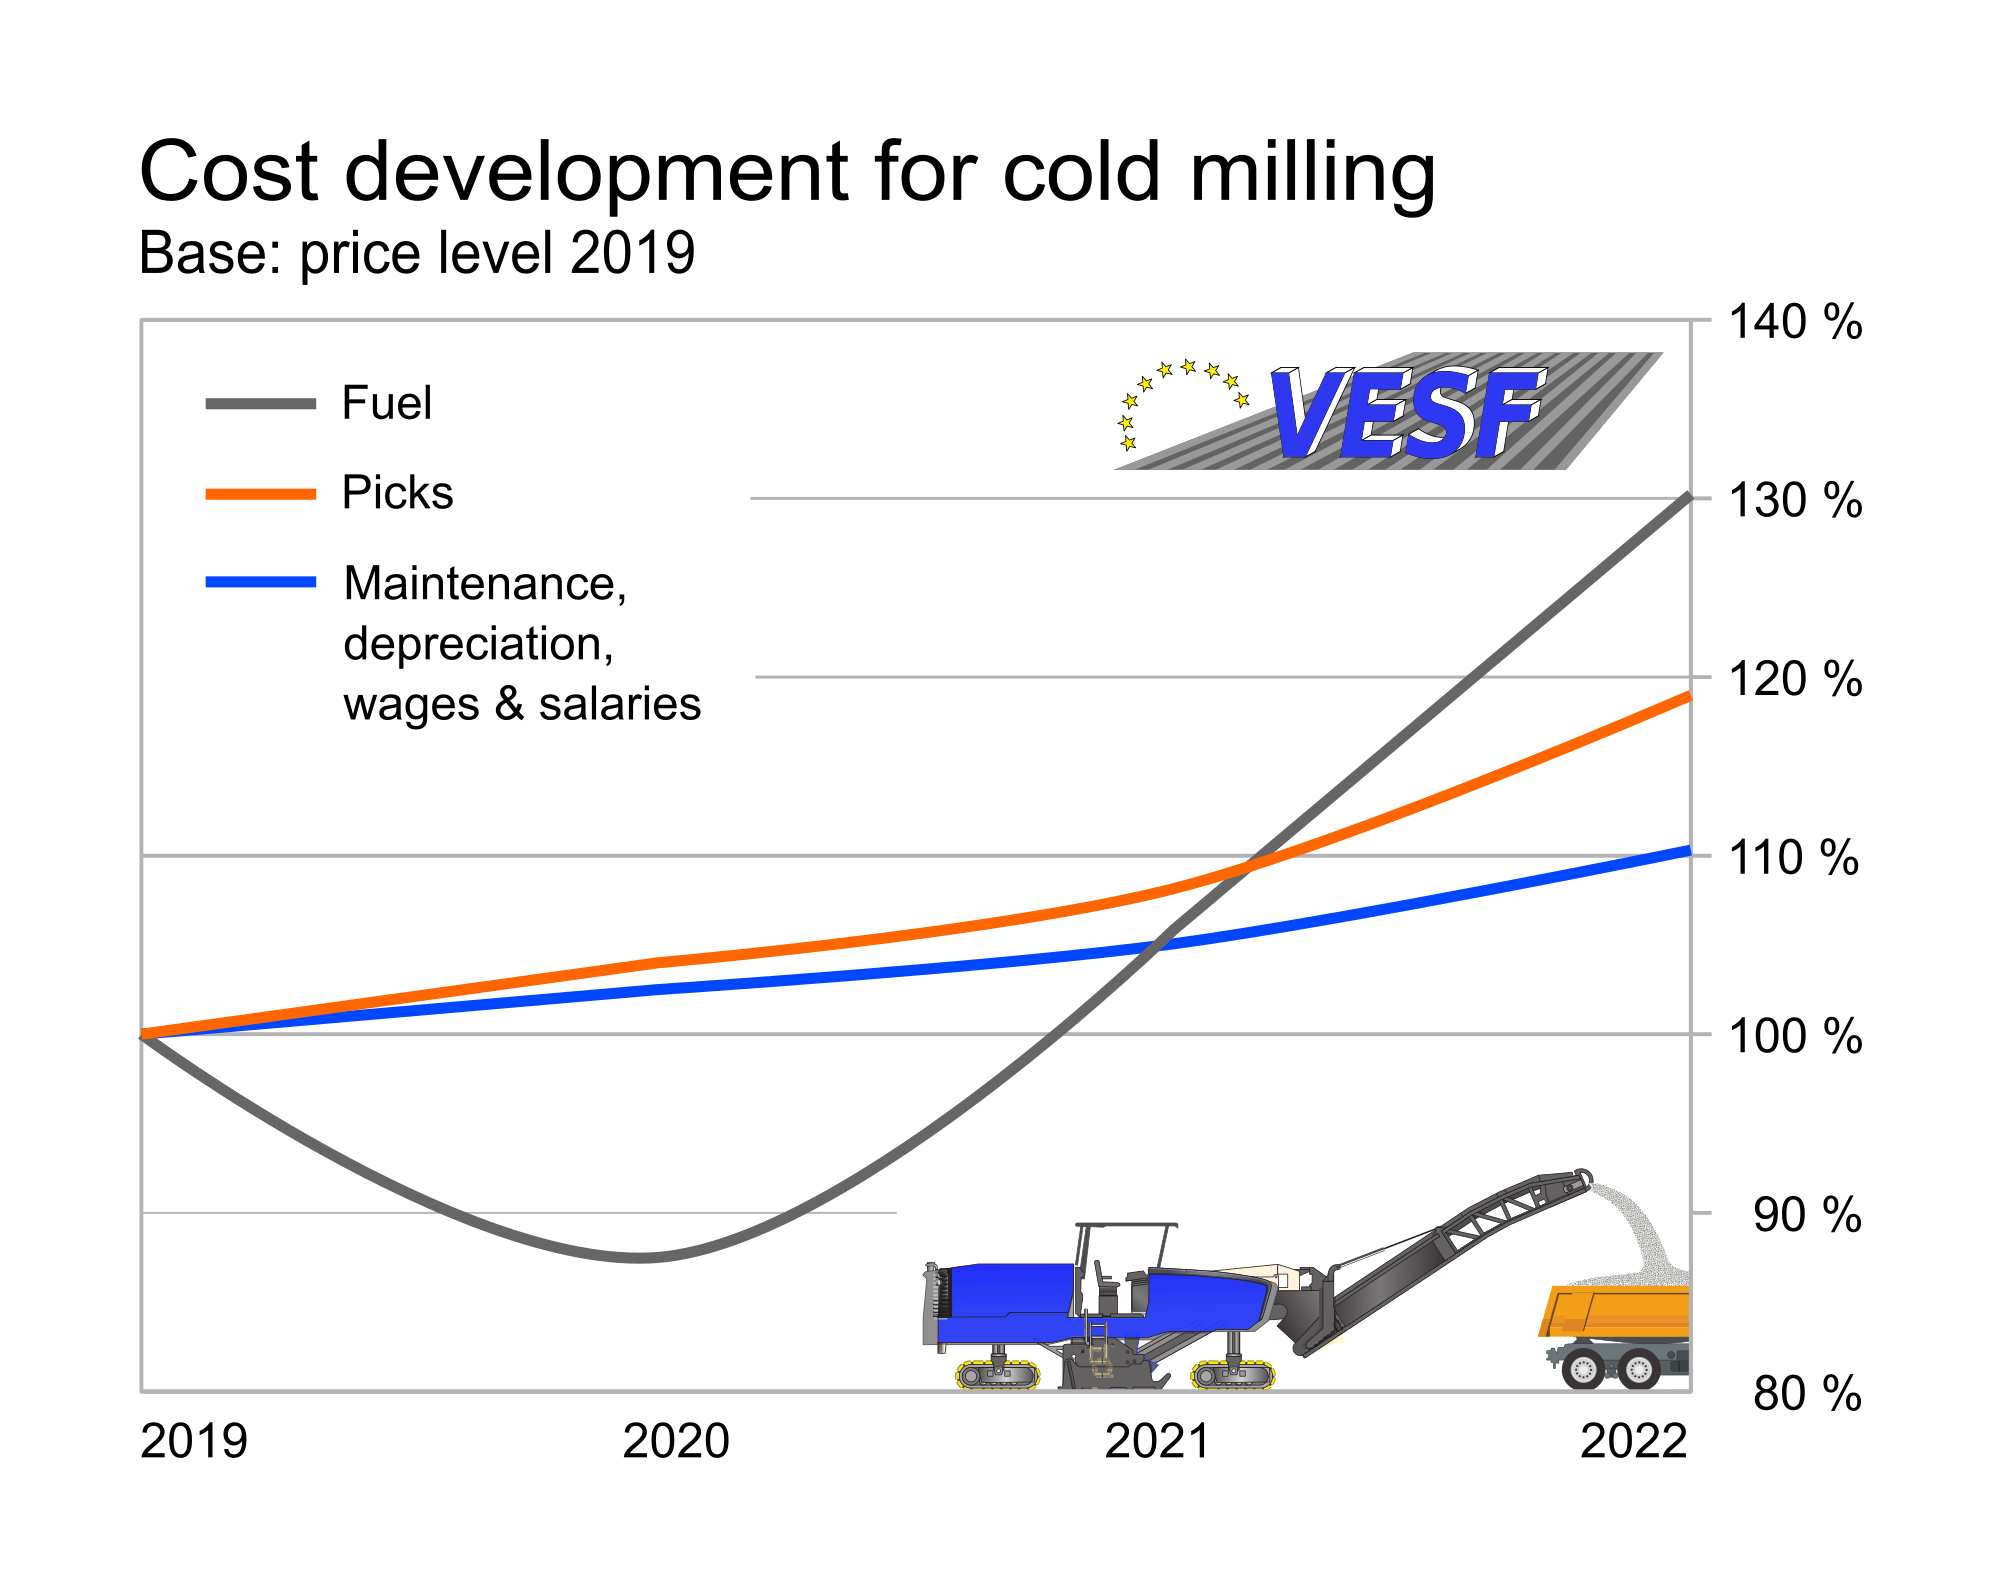 Cost development for cold milling
Base: price level 2019
Fuel
Picks
Maintenance,
depreciation,
wages & salaries
VESF
140 %
130 %
120 %
110 %
100 %
90 %
80 %
2019 2020 2021 2022